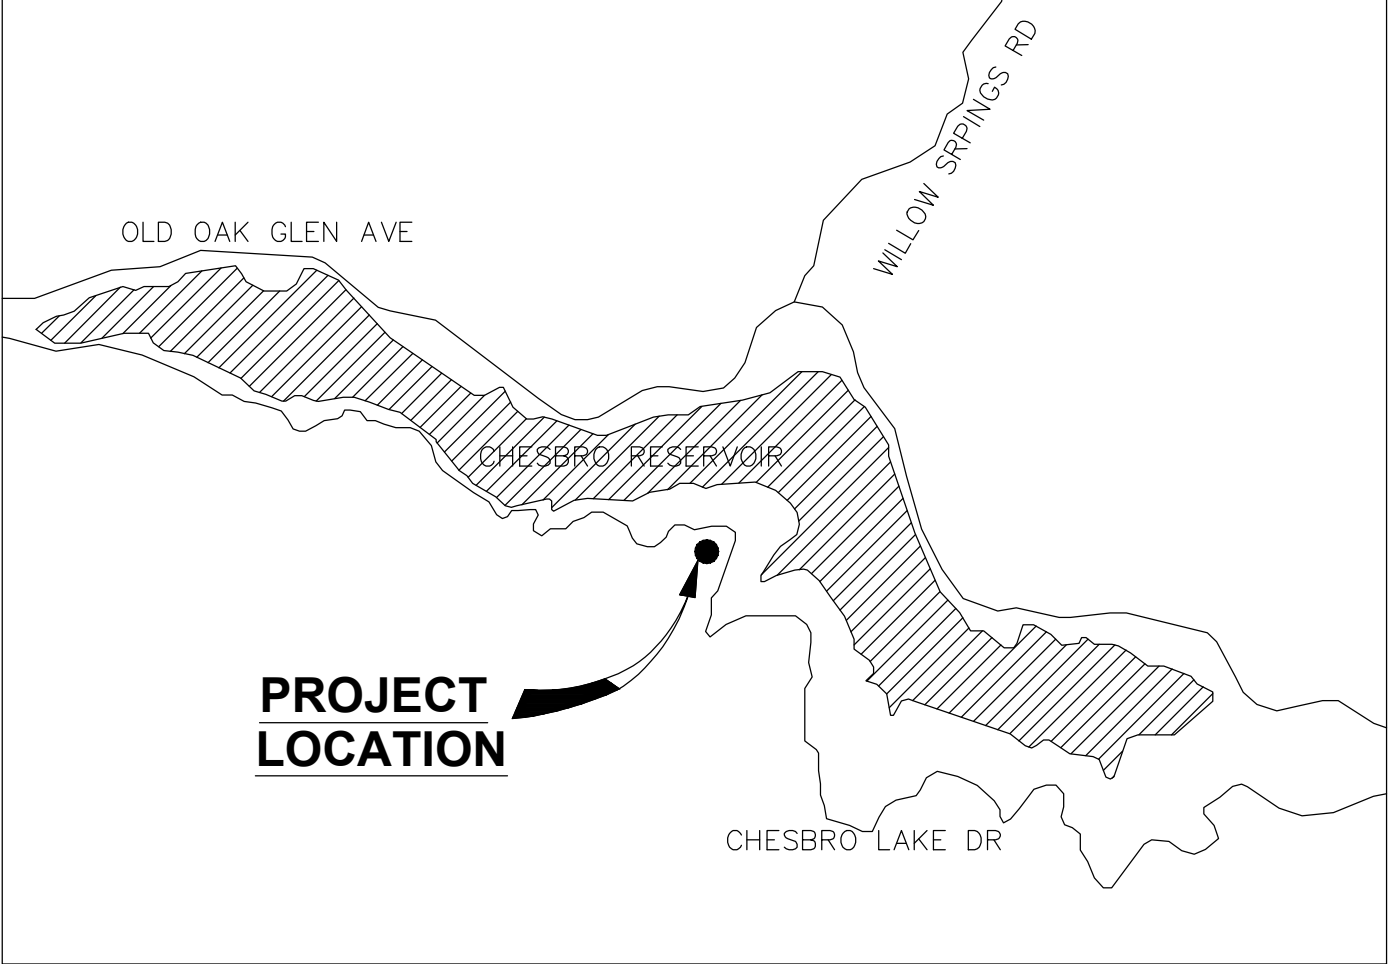 WILLOW SRPINGS RD
OLD OAK GLEN AVE
CHESBRO RESERVOIR
PROJECT
LOCATION
CHESBRO LAKE DR